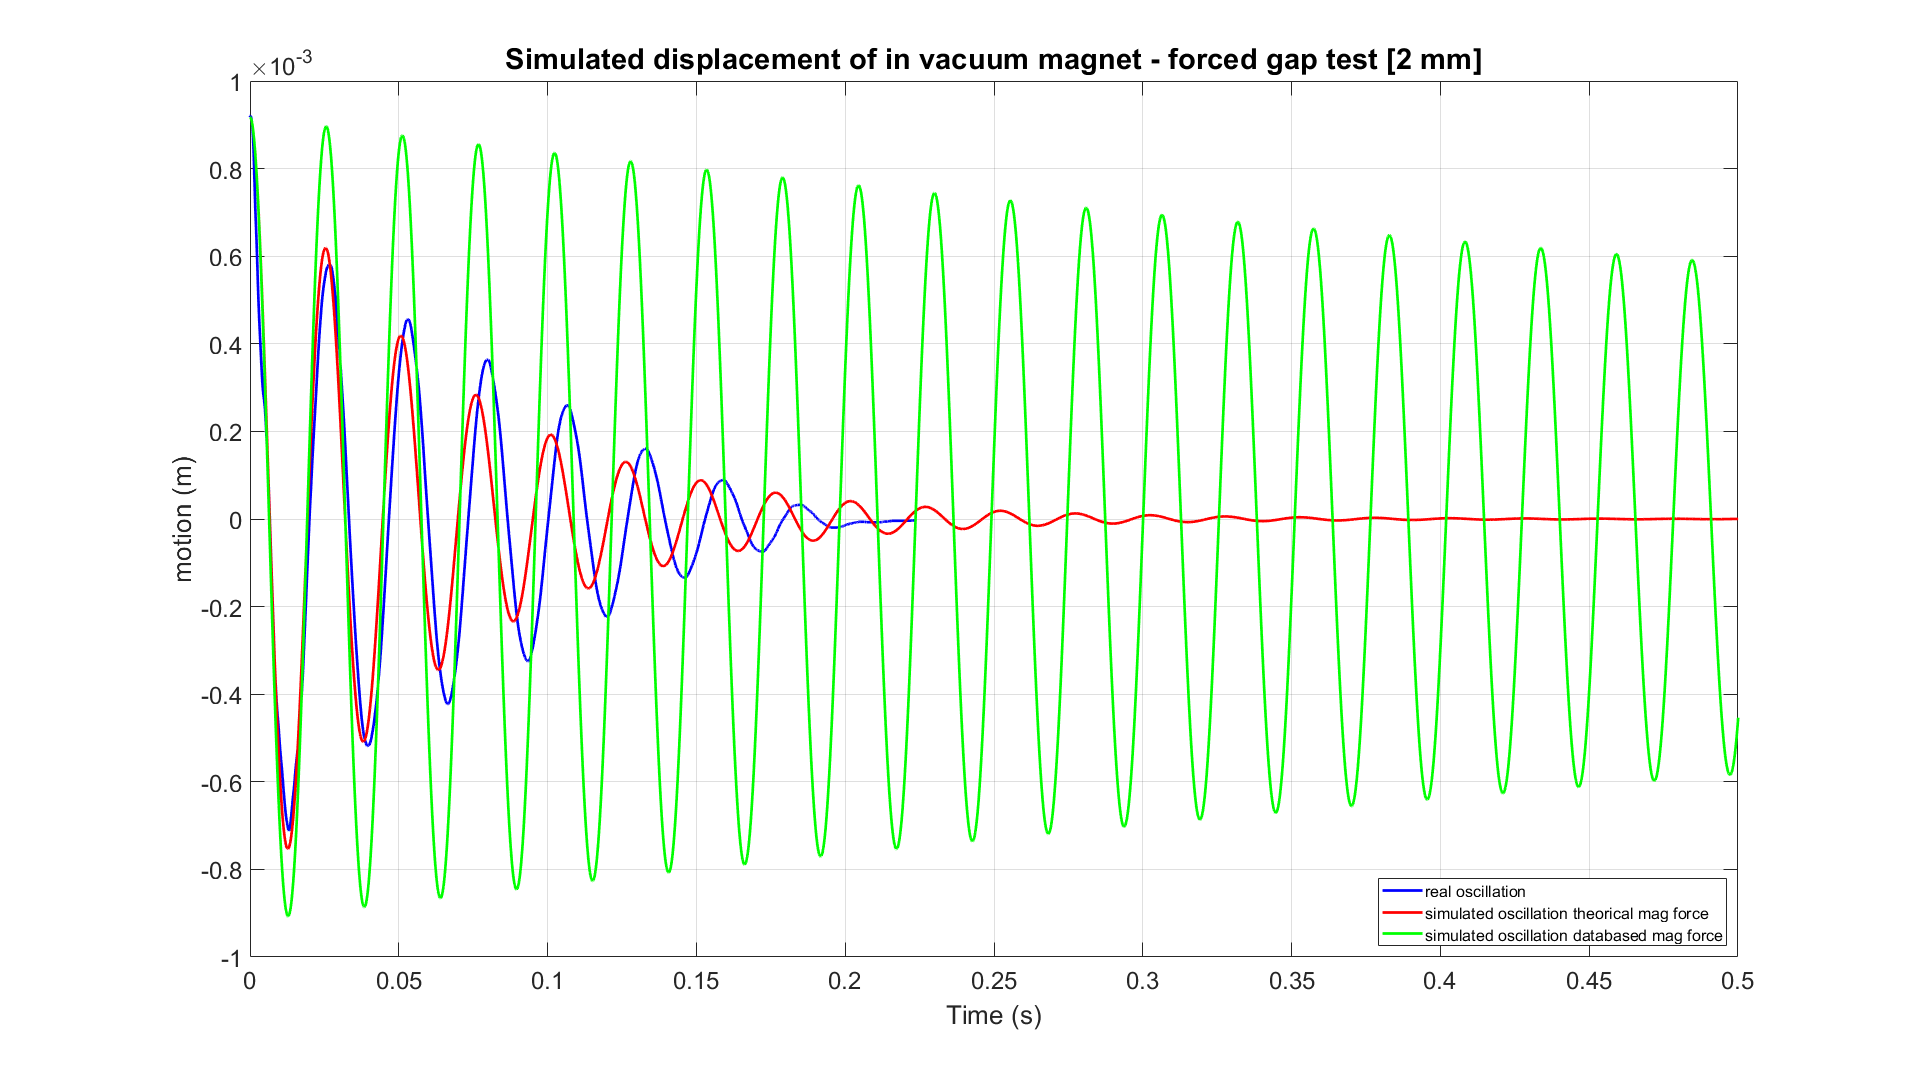 Simulated displacement of in vacuum magnet - forced gap test [2 mm]
×10-3
1
0.8
0.6
0.4
0.2
0
-0.2
-0.4
-0.6
-0.8
-1
motion (m)
real oscillation
simulated oscillation theorical mag force
simulated oscillation databased mag force
0 0.05 0.1 0.15 0.2 0.25 0.3 0.35 0.4 0.45 0.5
Time (s)